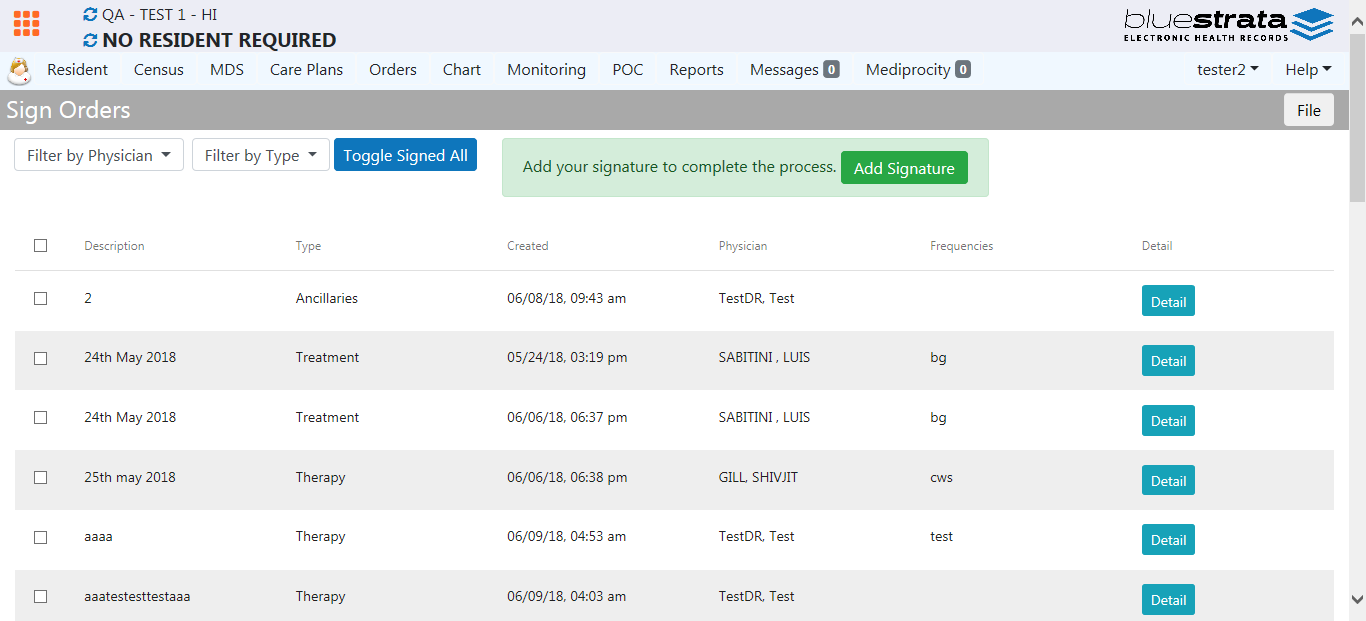 QA - TEST 1 - HI
NO RESIDENT REQUIRED
bluestrata
ELECTRONIC HEALTH RECORDS
Resident Census MDS Care Plans Orders Chart Monitoring POC Reports Messages 0 Mediprocity 0 tester2 Help
Sign Orders File
Filter by Physician Filter by Type Toggle Signed All Add your signature to complete the process. Add Signature
Description Type Created Physician Frequencies Detail
2 Ancillaries 06/08/18, 09:43 am TestDR, Test Detail
24th May 2018 Treatment 05/24/18, 03:19 pm SABITINI , LUIS bg Detail
24th May 2018 Treatment 06/06/18, 06:37 pm SABITINI , LUIS bg Detail
25th may 2018 Therapy 06/06/18, 06:38 pm GILL, SHIVJIT cws Detail
aaaa Therapy 06/09/18, 04:53 am TestDR, Test test Detail
aaatestesttestaaa Therapy 06/09/18, 04:03 am TestDR, Test Detail